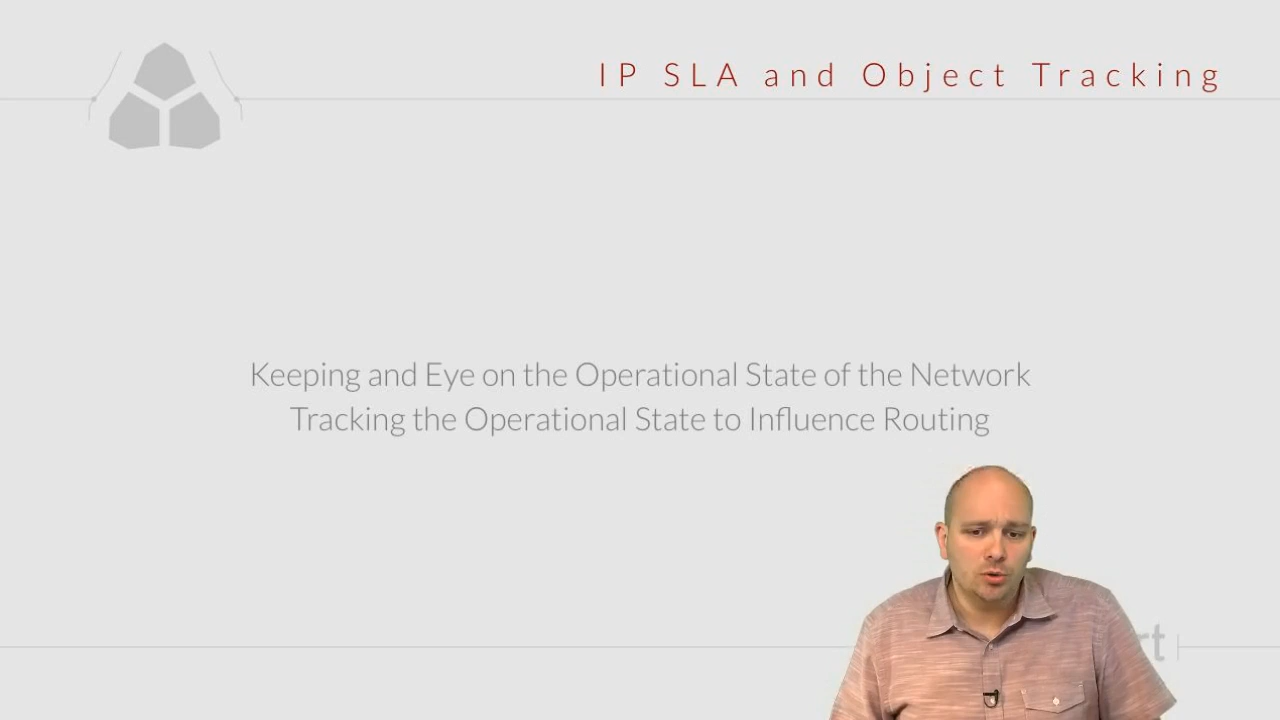 IP SLA and Object Tracking
Keeping and Eye on the Operational State of the Network
Tracking the Operational State to Influence Routing
rt